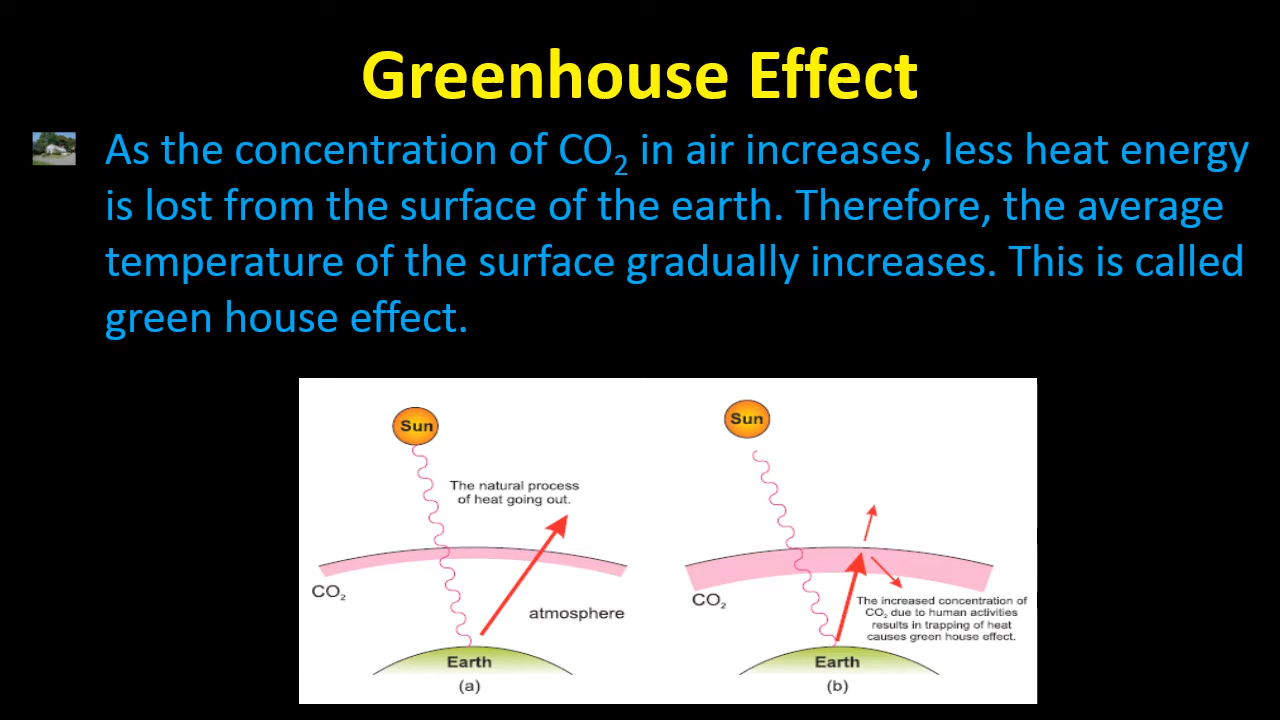 Greenhouse Effect
As the concentration of CO₂ in air increases, less heat energy
is lost from the surface of the earth. Therefore, the average
temperature of the surface gradually increases. This is called
green house effect.
Sun
The natural process
of heat going out.
CO₂
atmosphere
Earth
(a)
Sun
CO₂
The increased concentration of
CO₂ due to human activities
results in trapping of heat
causes green house effect.
Earth
(b)